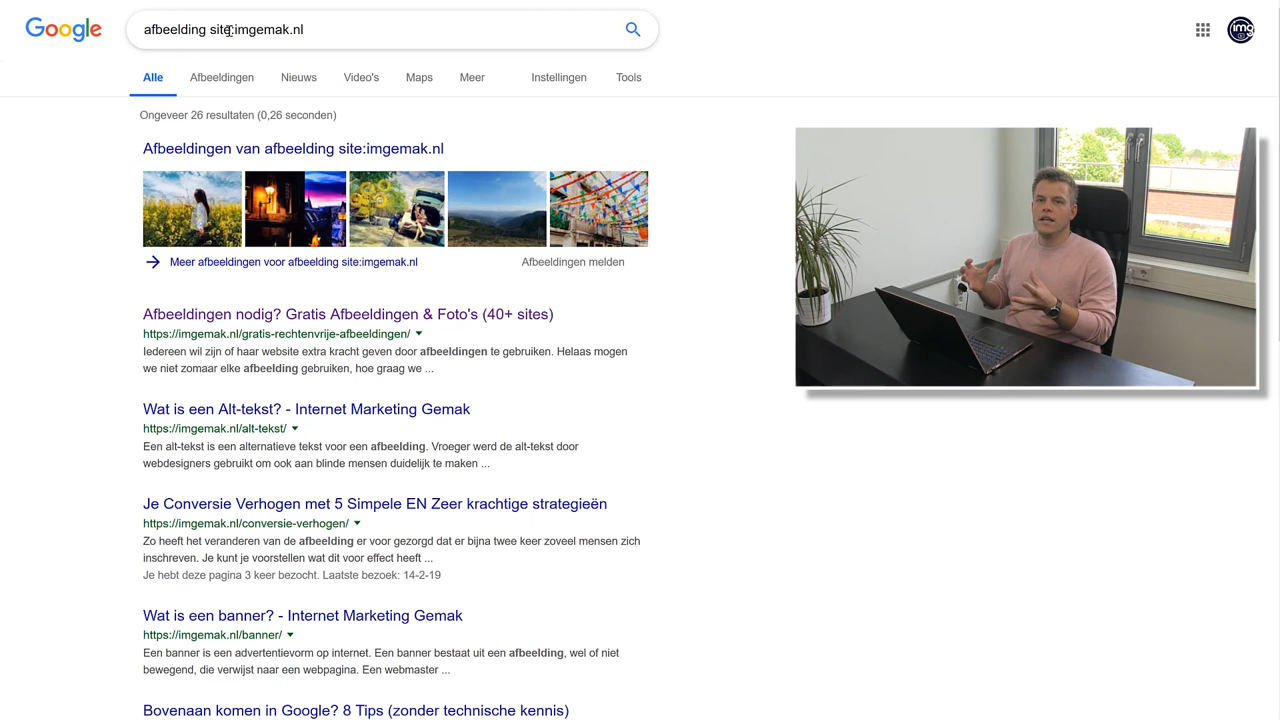 Google
afbeelding site:imgemak.nl
img
Alle Afbeeldingen Nieuws Video's Maps Meer Instellingen Tools
Ongeveer 26 resultaten (0,26 seconden)
Afbeeldingen van afbeelding site:imgemak.nl
Meer afbeeldingen voor afbeelding site:imgemak.nl Afbeeldingen melden
Afbeeldingen nodig? Gratis Afbeeldingen & Foto's (40+ sites)
https://imgemak.nl/gratis-rechtenvrije-afbeeldingen/
Iedereen wil zijn of haar website extra kracht geven door afbeeldingen te gebruiken. Helaas mogen
we niet zomaar elke afbeelding gebruiken, hoe graag we ...
Wat is een Alt-tekst? - Internet Marketing Gemak
https://imgemak.nl/alt-tekst/
Een alt-tekst is een alternatieve tekst voor een afbeelding. Vroeger werd de alt-tekst door
webdesigners gebruikt om ook aan blinde mensen duidelijk te maken ...
Je Conversie Verhogen met 5 Simpele EN Zeer krachtige strategieën
https://imgemak.nl/conversie-verhogen/
Zo heeft het veranderen van de afbeelding er voor gezorgd dat er bijna twee keer zoveel mensen zich
inschreven. Je kunt je voorstellen wat dit voor effect heeft ...
Je hebt deze pagina 3 keer bezocht. Laatste bezoek: 14-2-19
Wat is een banner? - Internet Marketing Gemak
https://imgemak.nl/banner/
Een banner is een advertentievorm op internet. Een banner bestaat uit een afbeelding, wel of niet
bewegend, die verwijst naar een webpagina. Een webmaster ...
Bovenaan komen in Google? 8 Tips (zonder technische kennis)